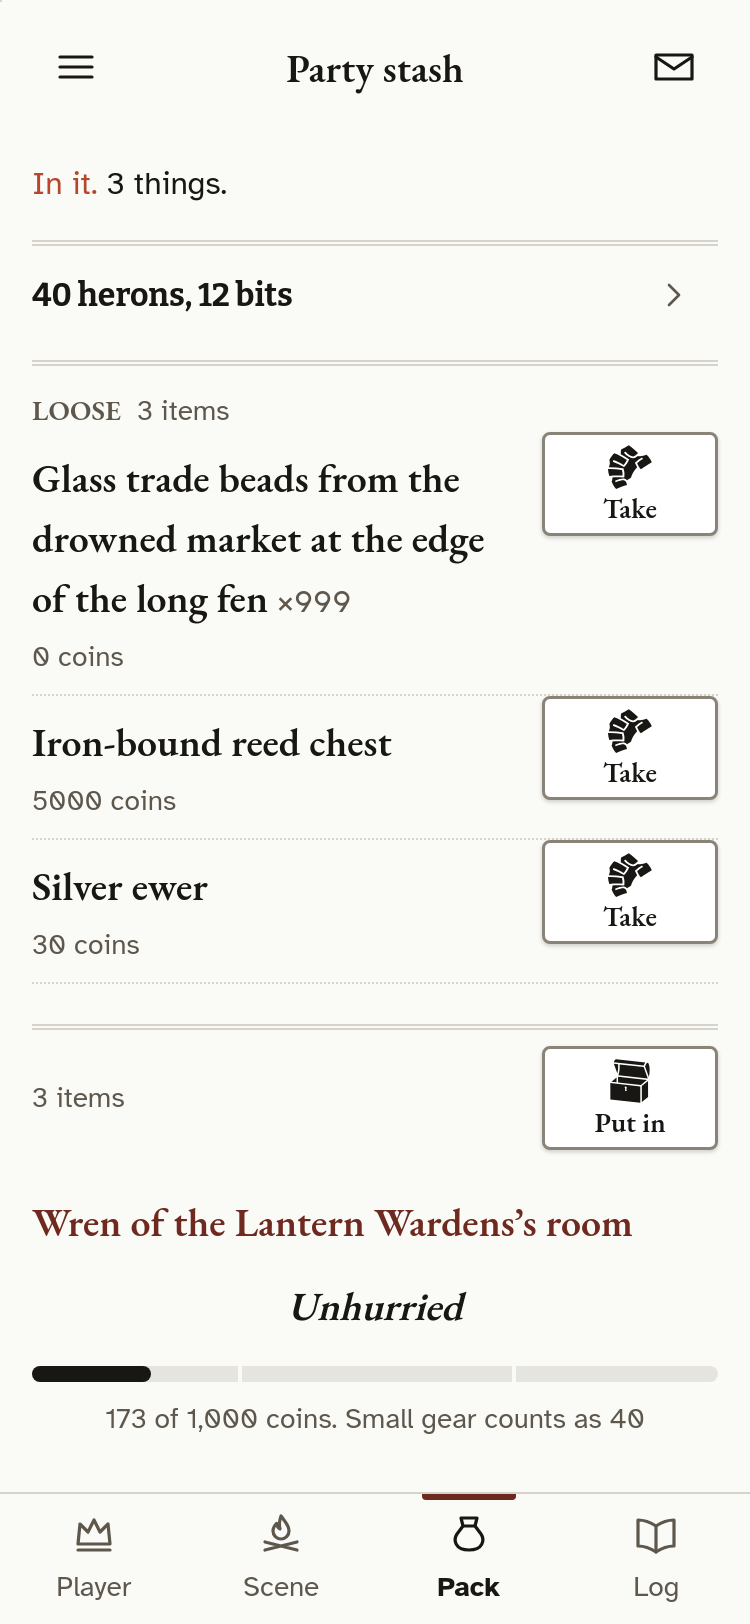 Party stash
In it. 3 things.
40 herons, 12 bits
LOOSE 3 items
Glass trade beads from the
drowned market at the edge
of the long fen ×999
0 coins
Take
Iron-bound reed chest
5000 coins
Take
Silver ewer
30 coins
Take
3 items
Put in
Wren of the Lantern Wardens’s room
Unhurried
173 of 1,000 coins. Small gear counts as 40
Player
Scene
Pack
Log